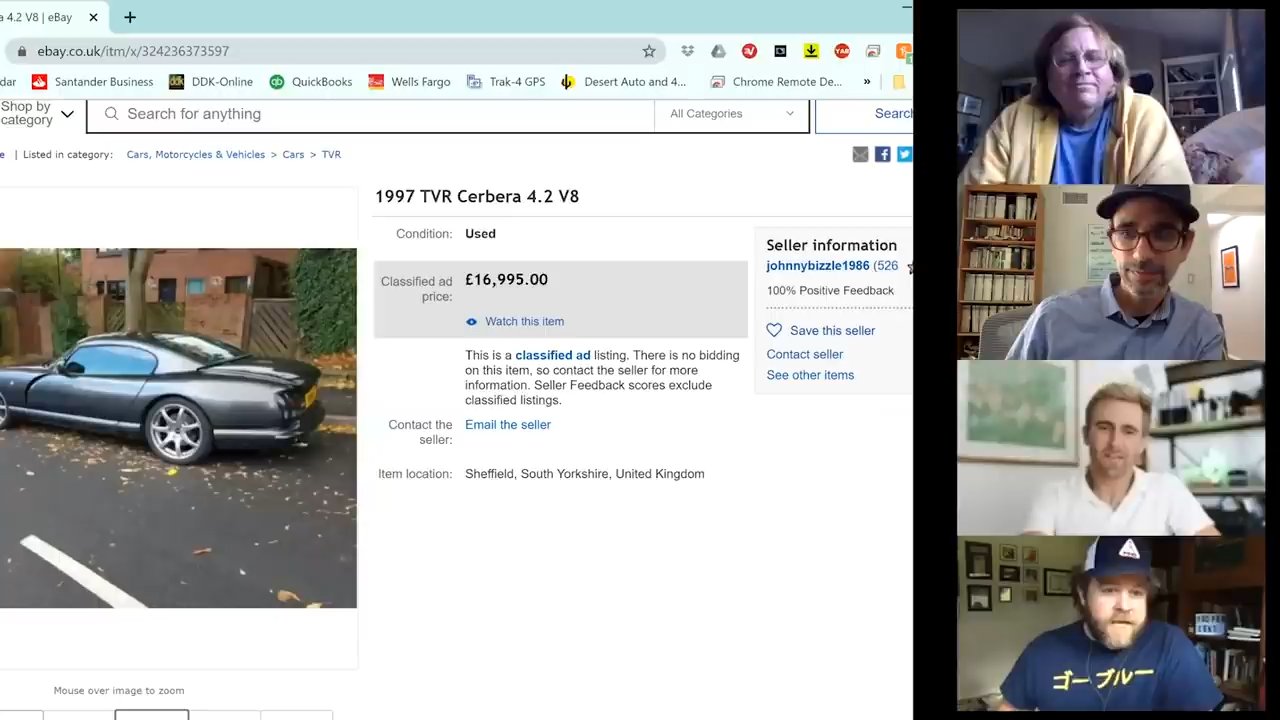 a 4.2 V8 | eBay
ebay.co.uk/itm/x/324236373597
dar Santander Business DDK-Online QuickBooks Wells Fargo Trak-4 GPS Desert Auto and 4... Chrome Remote De... »
Shop by
category
Search for anything
All Categories
Search
e | Listed in category: Cars, Motorcycles & Vehicles > Cars > TVR
1997 TVR Cerbera 4.2 V8
Condition: Used
Classified ad
price:
£16,995.00
Watch this item
This is a classified ad listing. There is no bidding
on this item, so contact the seller for more
information. Seller Feedback scores exclude
classified listings.
Contact the
seller:
Email the seller
Item location: Sheffield, South Yorkshire, United Kingdom
Seller information
johnnybizzle1986 (526
100% Positive Feedback
Save this seller
Contact seller
See other items
Mouse over image to zoom
ゴーブルー